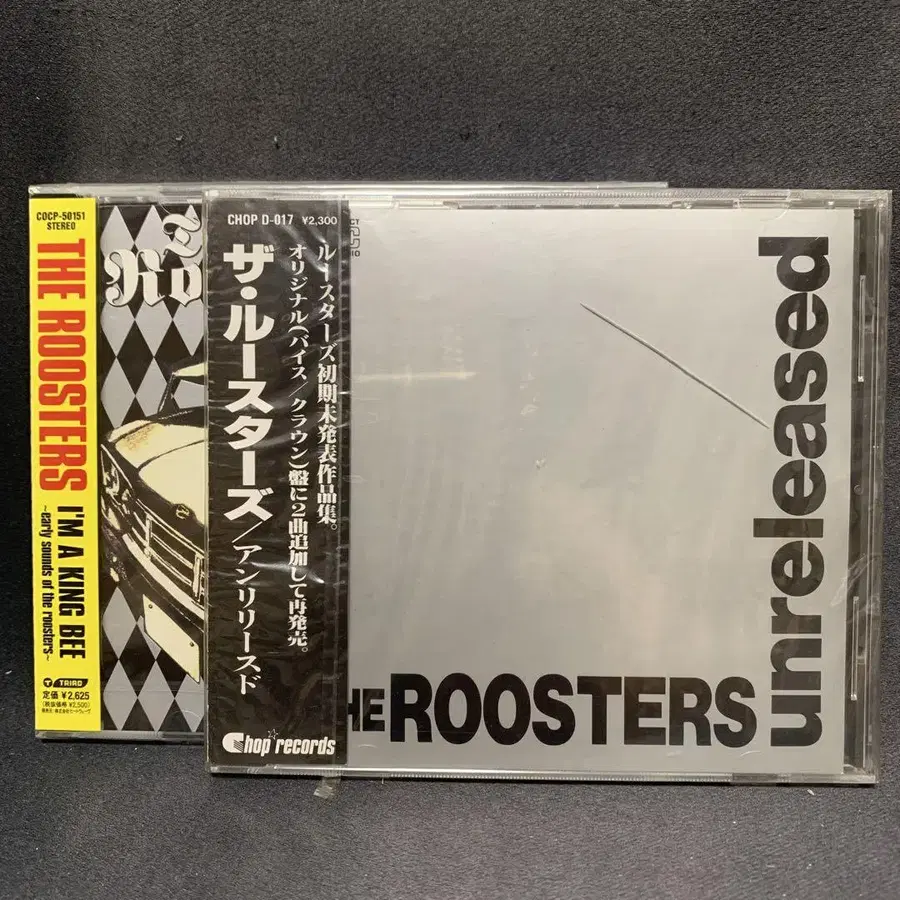 COCP-50151
STEREO
THE ROOSTERS
I'M A KING BEE
~early sounds of the roosters~
TRIAD
定価 ¥2,625
(税抜価格 ¥2,500)
CHOP D-017 ¥2,300
ルースターズ初期未発表作品集。
オリジナル(バイス/クラウン)盤に2曲追加して再発売。
ザ・ルースターズ/アンリリースド
Chop records
THE ROOSTERS
unreleased